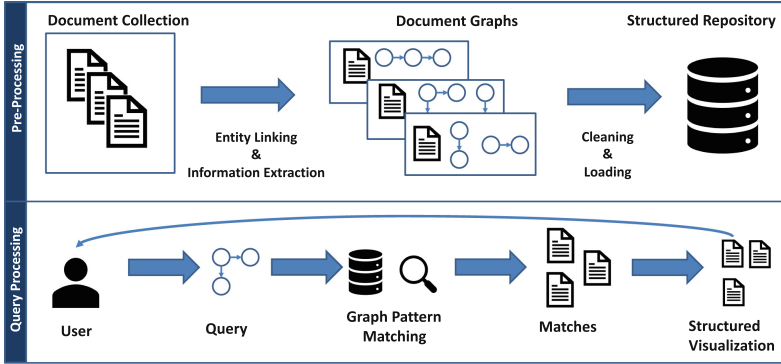 Pre-Processing
Document Collection
Document Graphs
Structured Repository
Entity Linking
&
Information Extraction
Cleaning
&
Loading
Query Processing
User
Query
Graph Pattern
Matching
Matches
Structured
Visualization